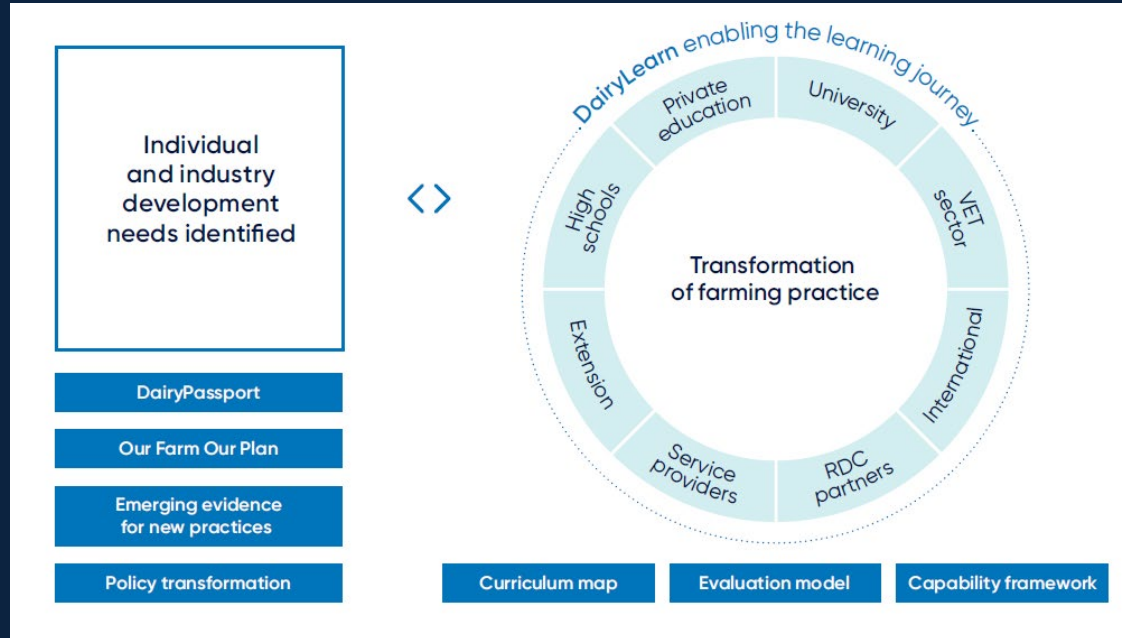 Individual
and industry
development
needs identified
DairyPassport
Our Farm Our Plan
Emerging evidence
for new practices
Policy transformation
DairyLearn enabling the learning journey
Private
education
University
VET
sector
International
RDC
partners
Service
providers
Extension
High
schools
Transformation
of farming practice
Curriculum map
Evaluation model
Capability framework